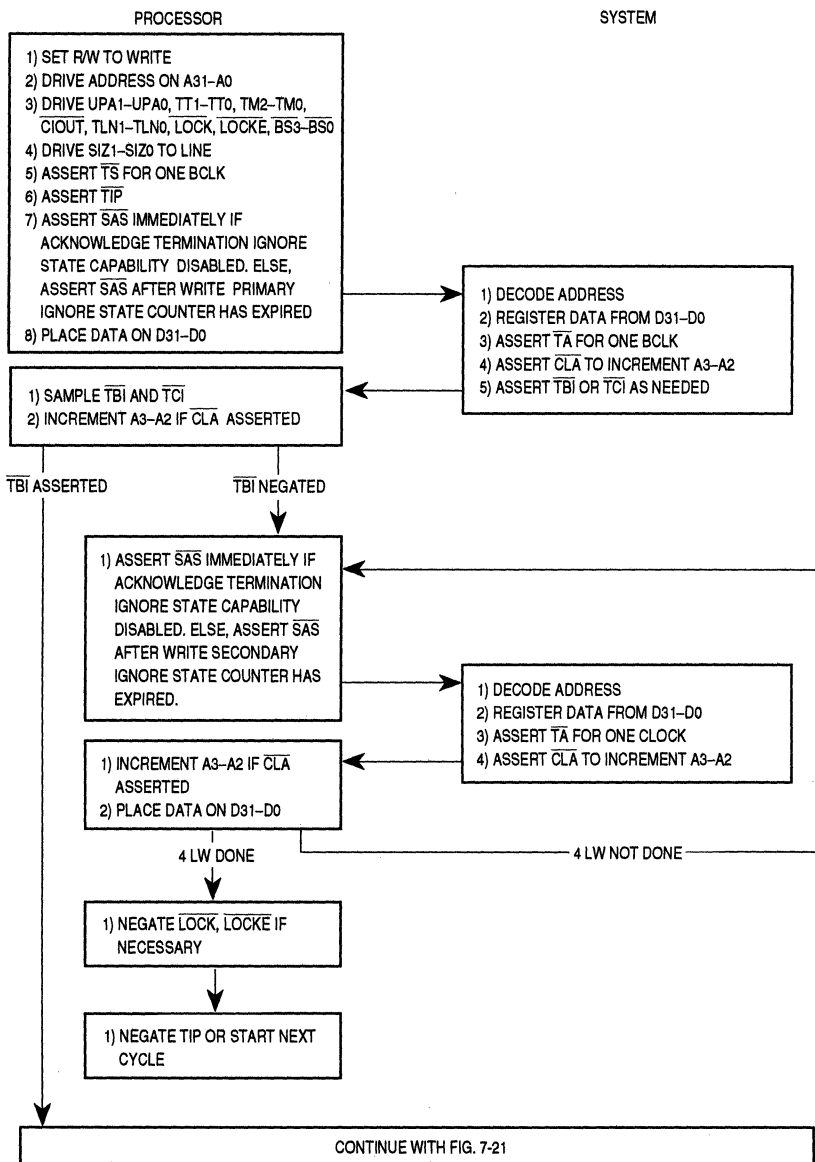 PROCESSOR
SYSTEM
1) SET R/W TO WRITE
2) DRIVE ADDRESS ON A31–A0
3) DRIVE UPA1–UPA0, TT1–TT0, TM2–TM0,
CIOUT, TLN1–TLN0, LOCK, LOCKE, BS3–BS0
4) DRIVE SIZ1–SIZ0 TO LINE
5) ASSERT TS FOR ONE BCLK
6) ASSERT TIP
7) ASSERT SAS IMMEDIATELY IF
ACKNOWLEDGE TERMINATION IGNORE
STATE CAPABILITY DISABLED. ELSE,
ASSERT SAS AFTER WRITE PRIMARY
IGNORE STATE COUNTER HAS EXPIRED
8) PLACE DATA ON D31–D0
1) DECODE ADDRESS
2) REGISTER DATA FROM D31–D0
3) ASSERT TA FOR ONE BCLK
4) ASSERT CLA TO INCREMENT A3–A2
5) ASSERT TBI OR TCI AS NEEDED
1) SAMPLE TBI AND TCI
2) INCREMENT A3–A2 IF CLA ASSERTED
TBI ASSERTED
TBI NEGATED
1) ASSERT SAS IMMEDIATELY IF
ACKNOWLEDGE TERMINATION
IGNORE STATE CAPABILITY
DISABLED. ELSE, ASSERT SAS
AFTER WRITE SECONDARY
IGNORE STATE COUNTER HAS
EXPIRED.
1) DECODE ADDRESS
2) REGISTER DATA FROM D31–D0
3) ASSERT TA FOR ONE CLOCK
4) ASSERT CLA TO INCREMENT A3–A2
1) INCREMENT A3–A2 IF CLA
ASSERTED
2) PLACE DATA ON D31–D0
4 LW DONE
4 LW NOT DONE
1) NEGATE LOCK, LOCKE IF
NECESSARY
1) NEGATE TIP OR START NEXT
CYCLE
CONTINUE WITH FIG. 7-21